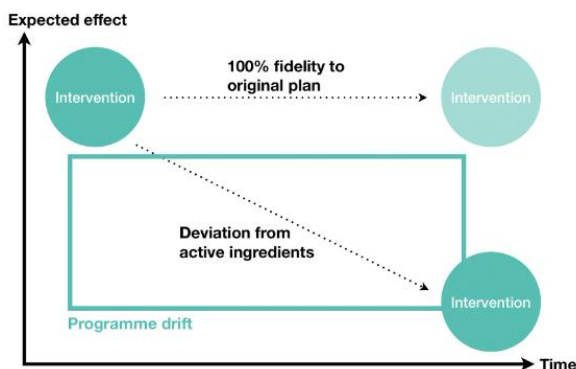 Expected effect
100% fidelity to
original plan
Intervention
Intervention
Deviation from
active ingredients
Intervention
Programme drift
Time